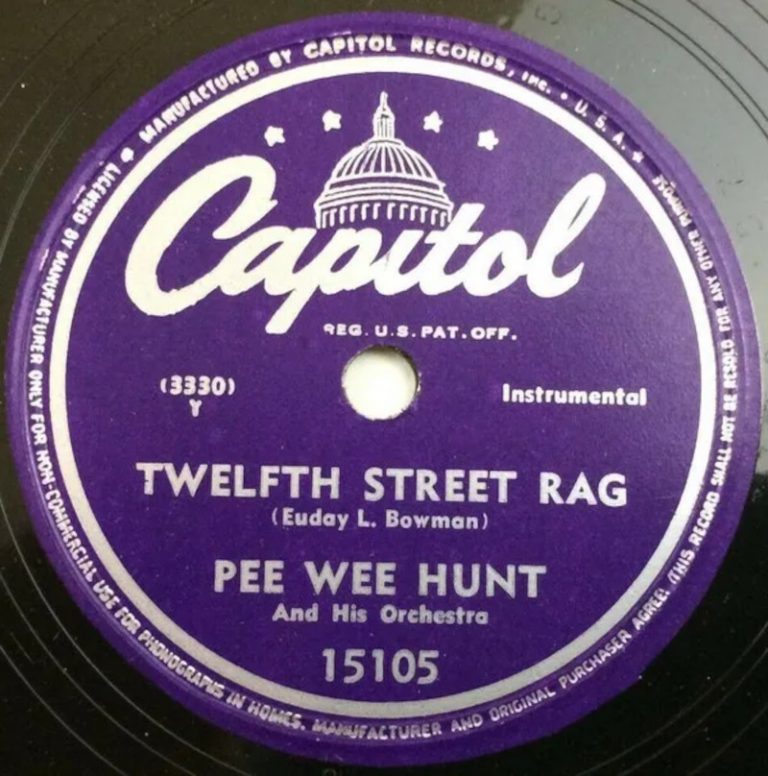 MANUFACTURED BY CAPITOL RECORDS, INC. • U. S. A. ★
Capitol
REG. U.S. PAT. OFF.
(3330)
Y
Instrumental
TWELFTH STREET RAG
(Euday L. Bowman)
PEE WEE HUNT
And His Orchestra
15105
LICENSED BY MANUFACTURER ONLY FOR NON-COMMERCIAL USE FOR PHONOGRAPHS IN HOMES. MANUFACTURER AND ORIGINAL PURCHASER AGREE: (THIS RECORD SHALL NOT BE RESOLD FOR ANY OTHER PURPOSE